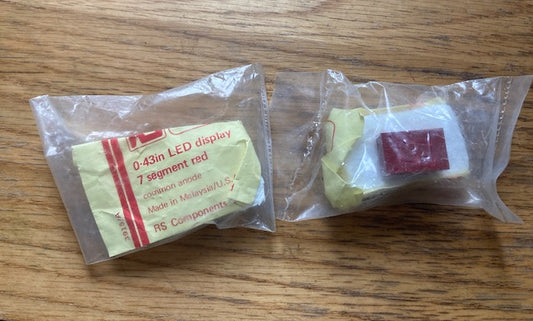 0·43in LED display
7 segment red
common anode
Made in Malaysia/U.S.
RS Components